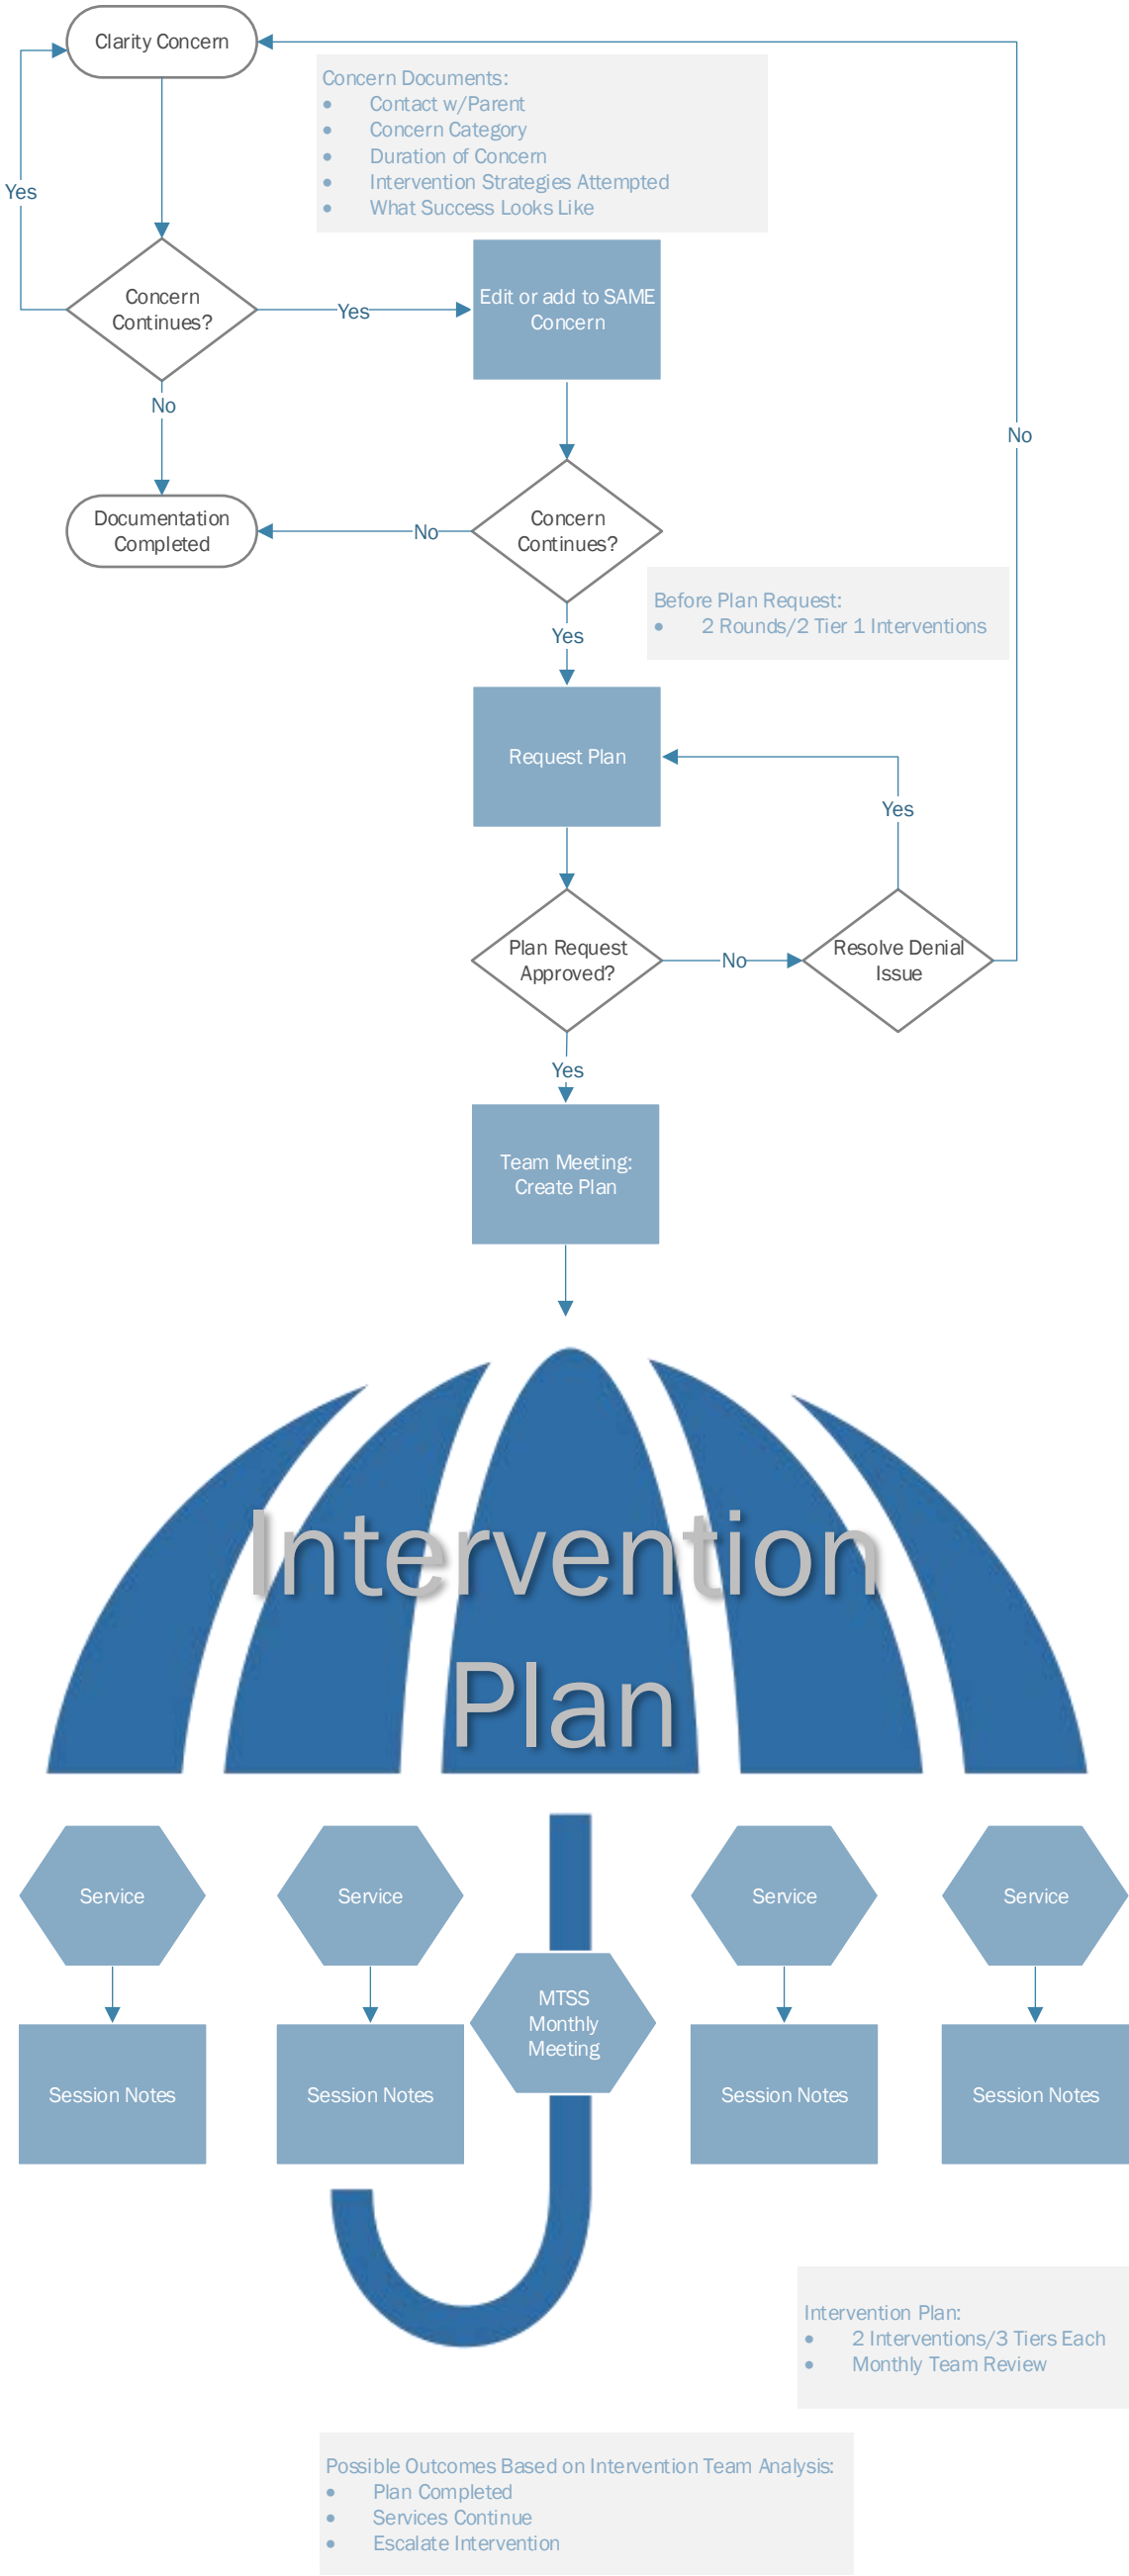 Clarity Concern
Concern Documents:
• Contact w/Parent
• Concern Category
• Duration of Concern
• Intervention Strategies Attempted
• What Success Looks Like
Yes
Concern
Continues?
Yes
Edit or add to SAME
Concern
No
No
Documentation
Completed
No
Concern
Continues?
Before Plan Request:
• 2 Rounds/2 Tier 1 Interventions
Yes
Request Plan
Yes
Plan Request
Approved?
No
Resolve Denial
Issue
Yes
Team Meeting:
Create Plan
Intervention
Plan
Service
Service
Service
Service
MTSS
Monthly
Meeting
Session Notes
Session Notes
Session Notes
Session Notes
Intervention Plan:
• 2 Interventions/3 Tiers Each
• Monthly Team Review
Possible Outcomes Based on Intervention Team Analysis:
• Plan Completed
• Services Continue
• Escalate Intervention